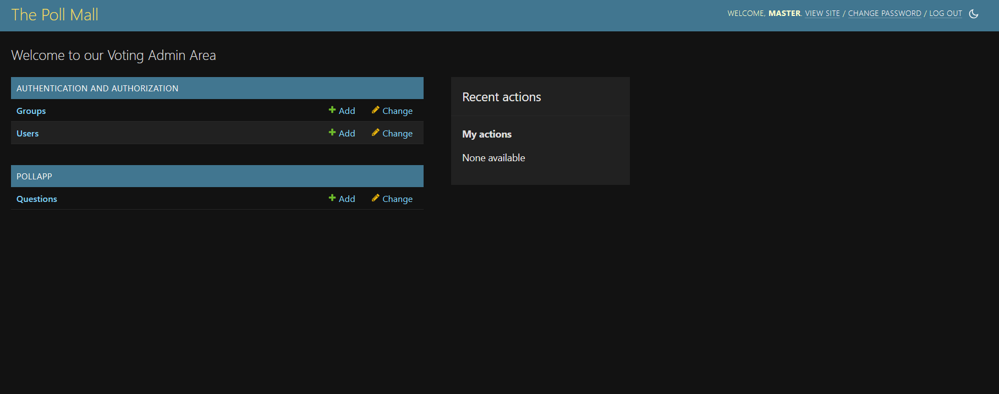 The Poll Mall
WELCOME, MASTER. VIEW SITE / CHANGE PASSWORD / LOG OUT
Welcome to our Voting Admin Area
AUTHENTICATION AND AUTHORIZATION
Groups Add Change
Users Add Change
POLLAPP
Questions Add Change
Recent actions
My actions
None available